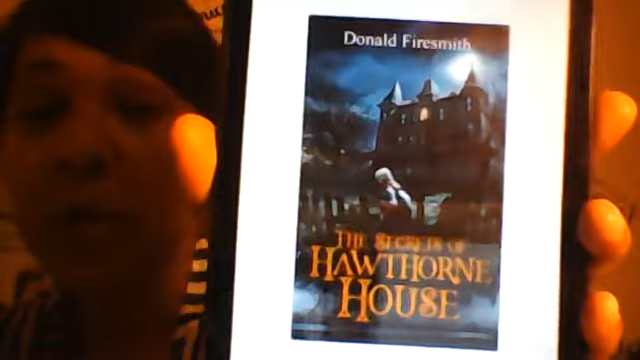 Donald Firesmith
THE SECRETS OF
HAWTHORNE
HOUSE